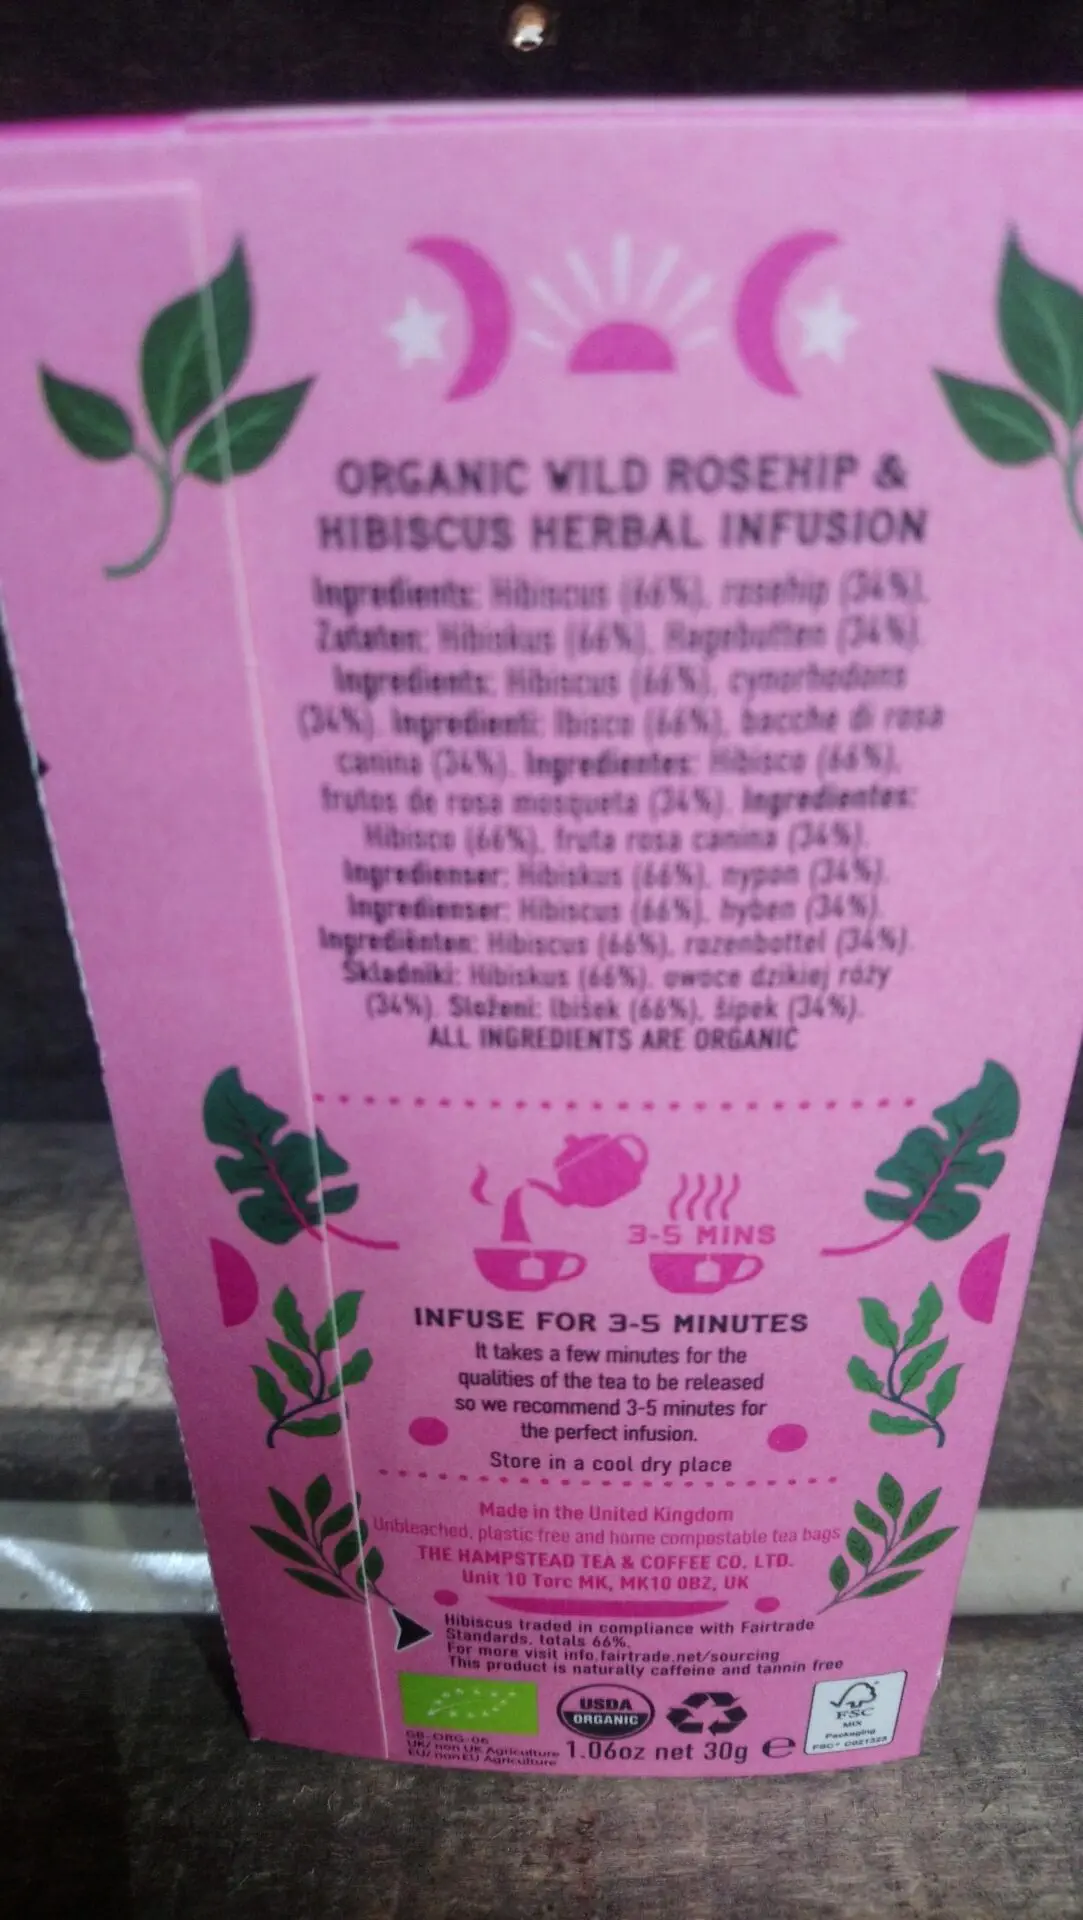 ORGANIC WILD ROSEHIP &
HIBISCUS HERBAL INFUSION
Ingredients: Hibiscus (66%), rosehip (34%).
Zutaten: Hibiskus (66%), Hagebutten (34%).
Ingredients: Hibiscus (66%), cynorhodons
(34%). Ingredienti: Ibisco (66%), bacche di rosa
canina (34%). Ingredientes: Hibisco (66%),
frutos de rosa mosqueta (34%). Ingredientes:
Hibisco (66%), fruta rosa canina (34%).
Ingredienser: Hibiskus (66%), nypon (34%).
Ingredienser: Hibiscus (66%), hyben (34%).
Ingrediënten: Hibiscus (66%), rozenbottel (34%).
Składniki: Hibiskus (66%), owoce dzikiej róży
(34%). Složení: Ibišek (66%), šipek (34%).
ALL INGREDIENTS ARE ORGANIC
3-5 MINS
INFUSE FOR 3-5 MINUTES
It takes a few minutes for the
qualities of the tea to be released
so we recommend 3-5 minutes for
the perfect infusion.
Store in a cool dry place
Made in the United Kingdom
Unbleached, plastic free and home compostable tea bags
THE HAMPSTEAD TEA & COFFEE CO. LTD.
Unit 10 Torc MK, MK10 0BZ, UK
Hibiscus traded in compliance with Fairtrade
Standards, totals 66%.
For more visit info.fairtrade.net/sourcing
This product is naturally caffeine and tannin free
USDA
ORGANIC
FSC
MIX
Packaging
FSC® C021323
GB-ORG-06
UK/ non UK Agriculture
EU/ non EU Agriculture
1.06oz net 30g e